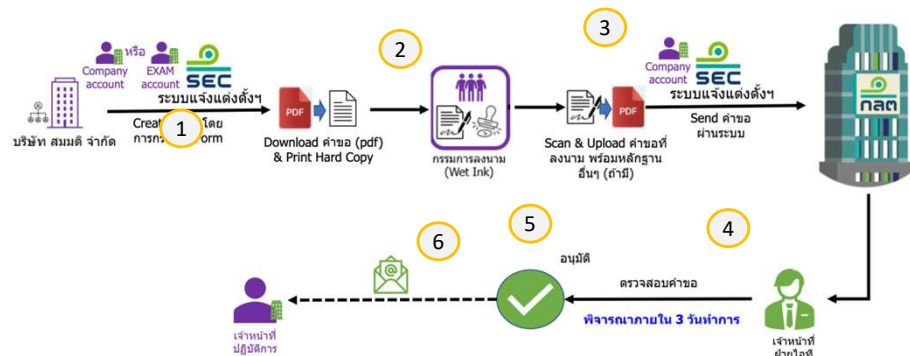 หรือ
Company
account
EXAM
account
SEC
ระบบแจ้งแต่งตั้งฯ
1
โดย
บริษัท สมมติ จำกัด
PDF
Download คำขอ (pdf)
& Print Hard Copy
2
กรรมการลงนาม
(Wet Ink)
3
PDF
Scan & Upload คำขอที่
ลงนาม พร้อมหลักฐาน
อื่นๆ (ถ้ามี)
Company
account
SEC
ระบบแจ้งแต่งตั้งฯ
Send คำขอ
ผ่านระบบ
กลต
4
ตรวจสอบคำขอ
พิจารณาภายใน 3 วันทำการ
เจ้าหน้าที่
ฝ่ายไอที
5
อนุมัติ
6
@
เจ้าหน้าที่
ปฏิบัติการ